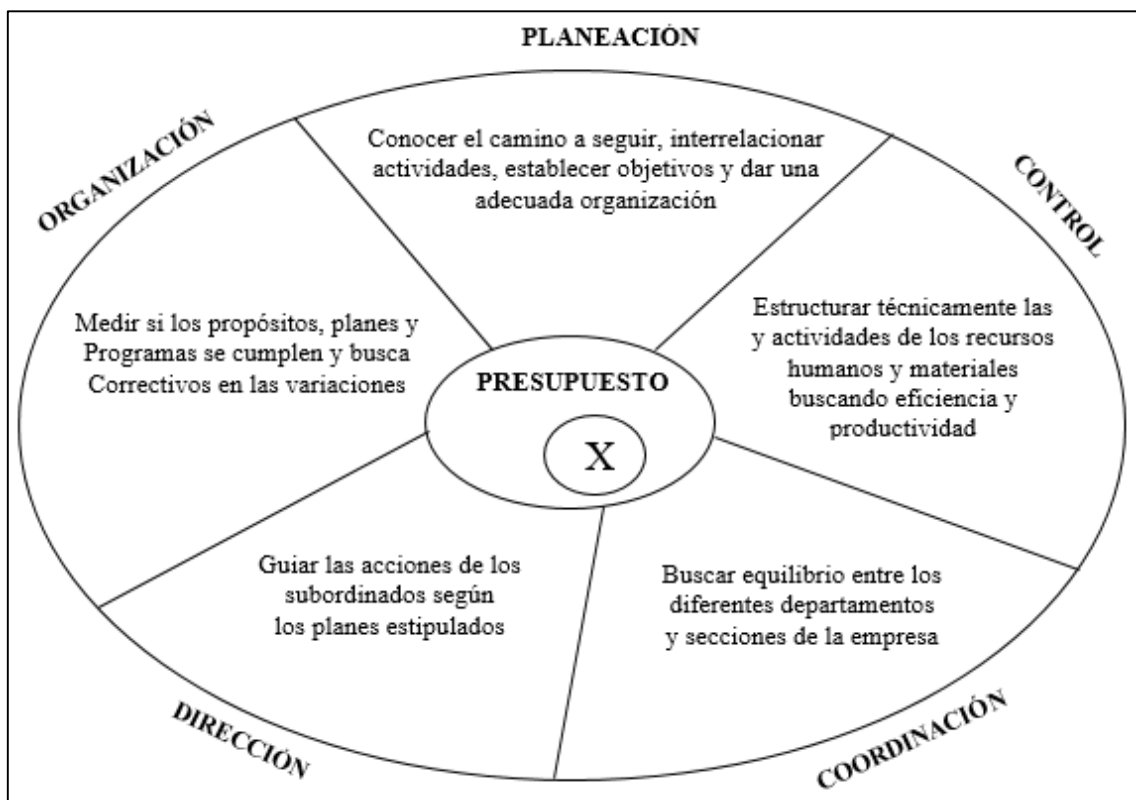 PLANEACIÓN
Conocer el camino a seguir, interrelacionar
actividades, establecer objetivos y dar una
adecuada organización
ORGANIZACIÓN
Medir si los propósitos, planes y
Programas se cumplen y busca
Correctivos en las variaciones
CONTROL
Estructurar técnicamente las
y actividades de los recursos
humanos y materiales
buscando eficiencia y
productividad
PRESUPUESTO
X
Guiar las acciones de los
subordinados según
los planes estipulados
DIRECCIÓN
Buscar equilibrio entre los
diferentes departamentos
y secciones de la empresa
COORDINACIÓN